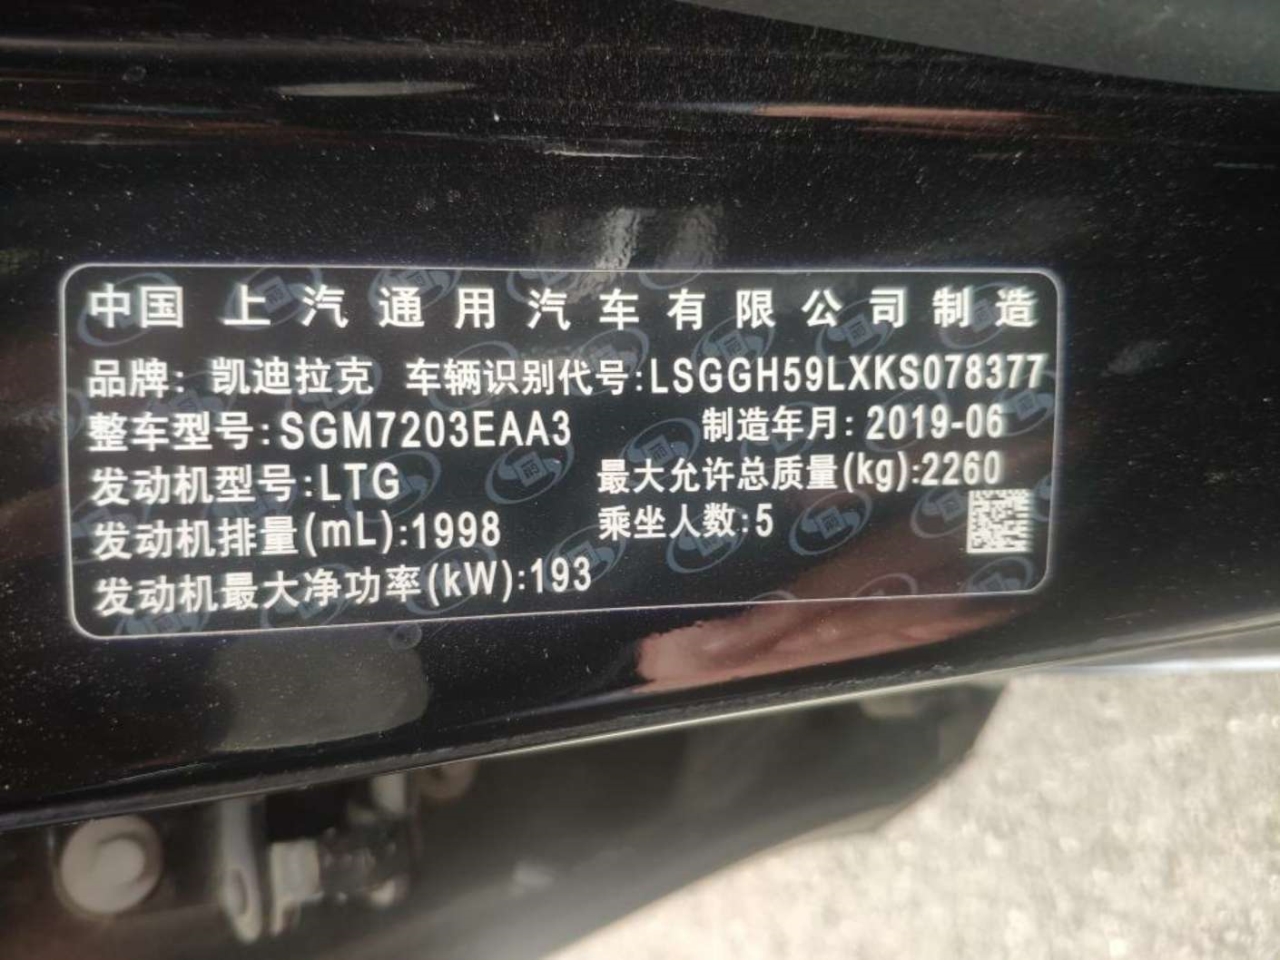 中国 上汽通用汽车有限公司制造
品牌: 凯迪拉克 车辆识别代号:LSGGH59LXKS078377
整车型号:SGM7203EAA3 制造年月: 2019-06
发动机型号:LTG 最大允许总质量(kg):2260
发动机排量(mL):1998 乘坐人数:5
发动机最大净功率(kW):193